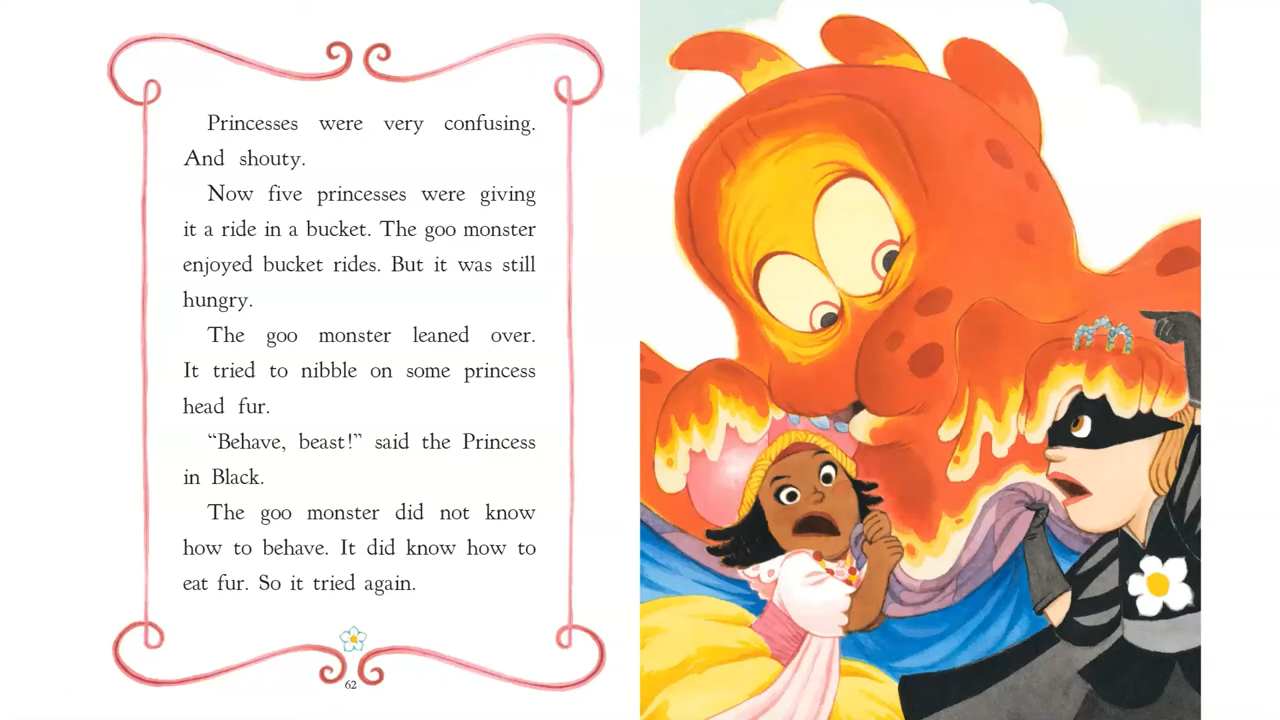 Princesses were very confusing.
And shouty.
Now five princesses were giving
it a ride in a bucket. The goo monster
enjoyed bucket rides. But it was still
hungry.
The goo monster leaned over.
It tried to nibble on some princess
head fur.
“Behave, beast!” said the Princess
in Black.
The goo monster did not know
how to behave. It did know how to
eat fur. So it tried again.
62